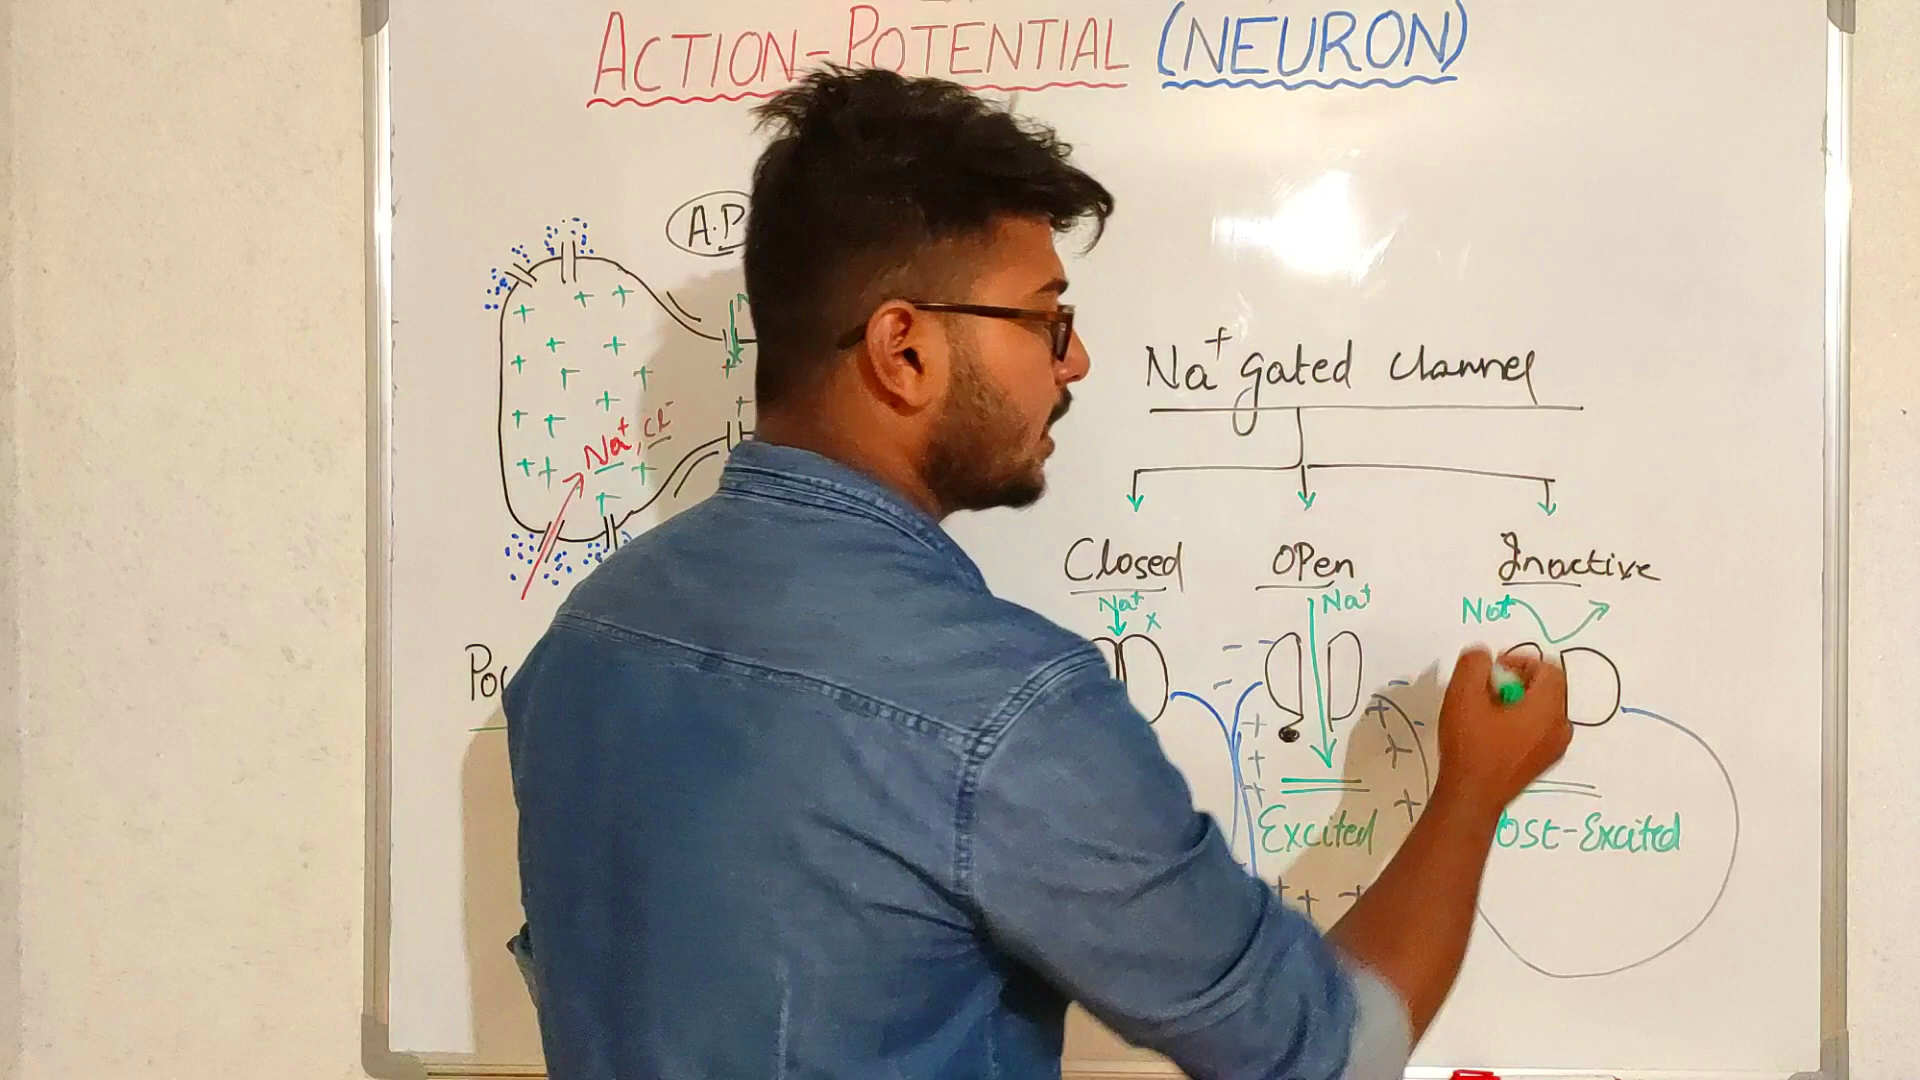 ACTION-POTENTIAL (NEURON)
A.P
Na⁺, Cl⁻
Na⁺ gated channel
Closed
Open
Inactive
Na⁺
x
Na⁺
Na⁺
Excited
ost-Excited